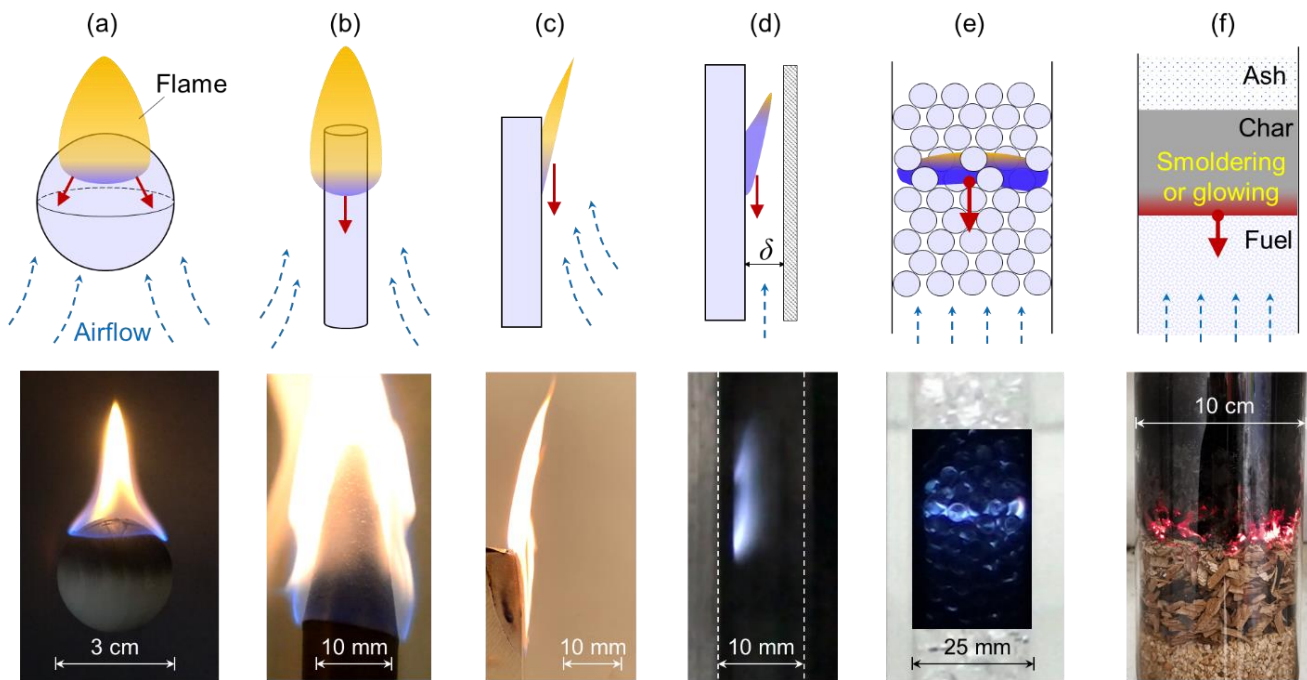 (a)
(b)
(c)
(d)
(e)
(f)
Flame
Airflow
δ
Ash
Char
Smoldering
or glowing
Fuel
3 cm
10 mm
10 mm
10 mm
25 mm
10 cm